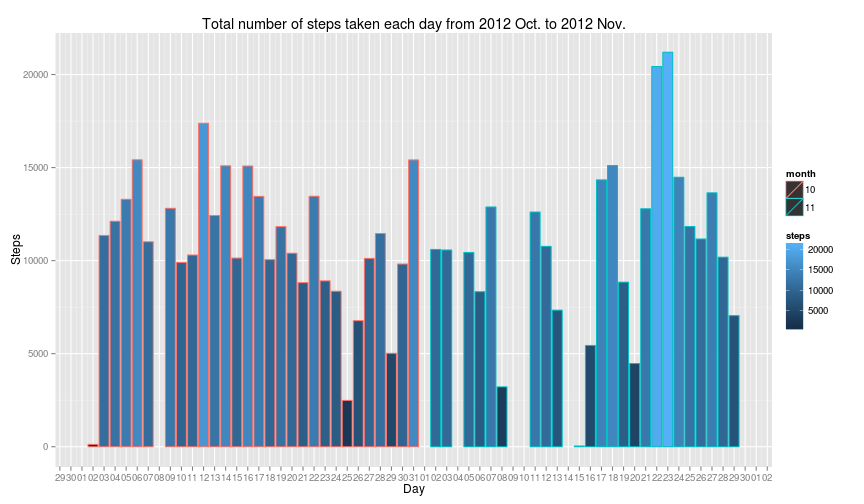 Total number of steps taken each day from 2012 Oct. to 2012 Nov.
20000
15000
10000
5000
0
Steps
29 30 01 02 03 04 05 06 07 08 09 10 11 12 13 14 15 16 17 18 19 20 21 22 23 24 25 26 27 28 29 30 31 01 02 03 04 05 06 07 08 09 10 11 12 13 14 15 16 17 18 19 20 21 22 23 24 25 26 27 28 29 30 01 02
Day
month
10
11
steps
20000
15000
10000
5000